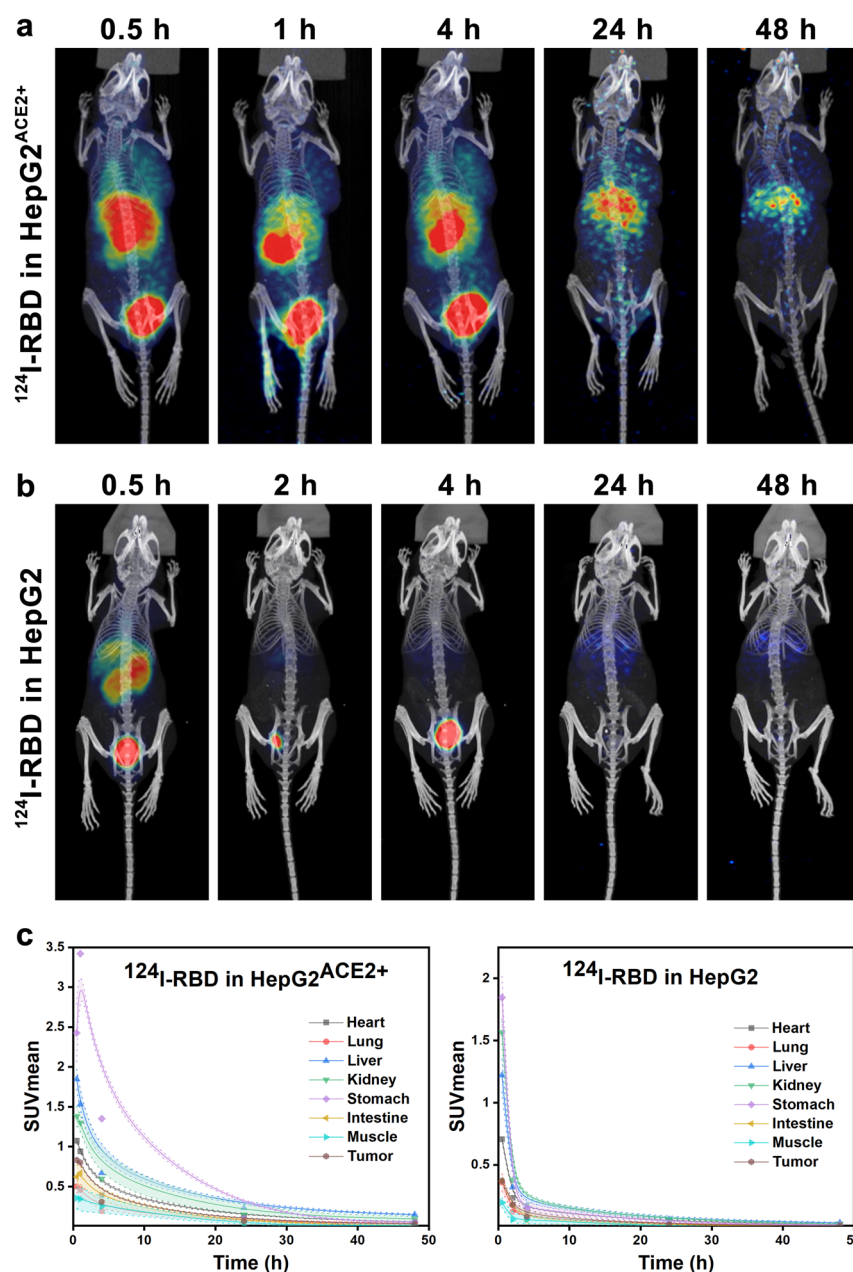 a
0.5 h 1 h 4 h 24 h 48 h
¹²⁴I-RBD in HepG2ᴬᶜᴱ²⁺
b
0.5 h 2 h 4 h 24 h 48 h
¹²⁴I-RBD in HepG2
c
3.5
3
2.5
2
1.5
1
0.5
SUVmean
¹²⁴I-RBD in HepG2ᴬᶜᴱ²⁺
Heart
Lung
Liver
Kidney
Stomach
Intestine
Muscle
Tumor
0 10 20 30 40 50
Time (h)
2
1.5
1
0.5
SUVmean
¹²⁴I-RBD in HepG2
Heart
Lung
Liver
Kidney
Stomach
Intestine
Muscle
Tumor
0 20 40
Time (h)